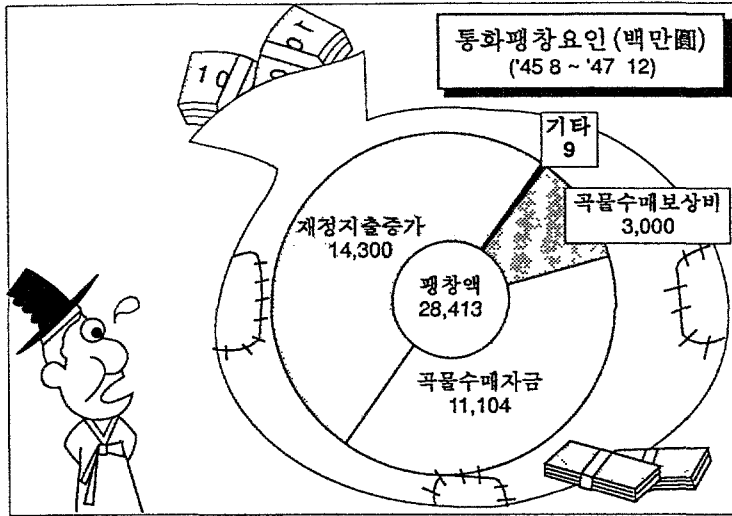 통화팽창요인(백만圓)
('45 8 ~ '47 12)
10
10
기타
9
곡물수매보상비
3,000
재정지출증가
14,300
팽창액
28,413
곡물수매자금
11,104